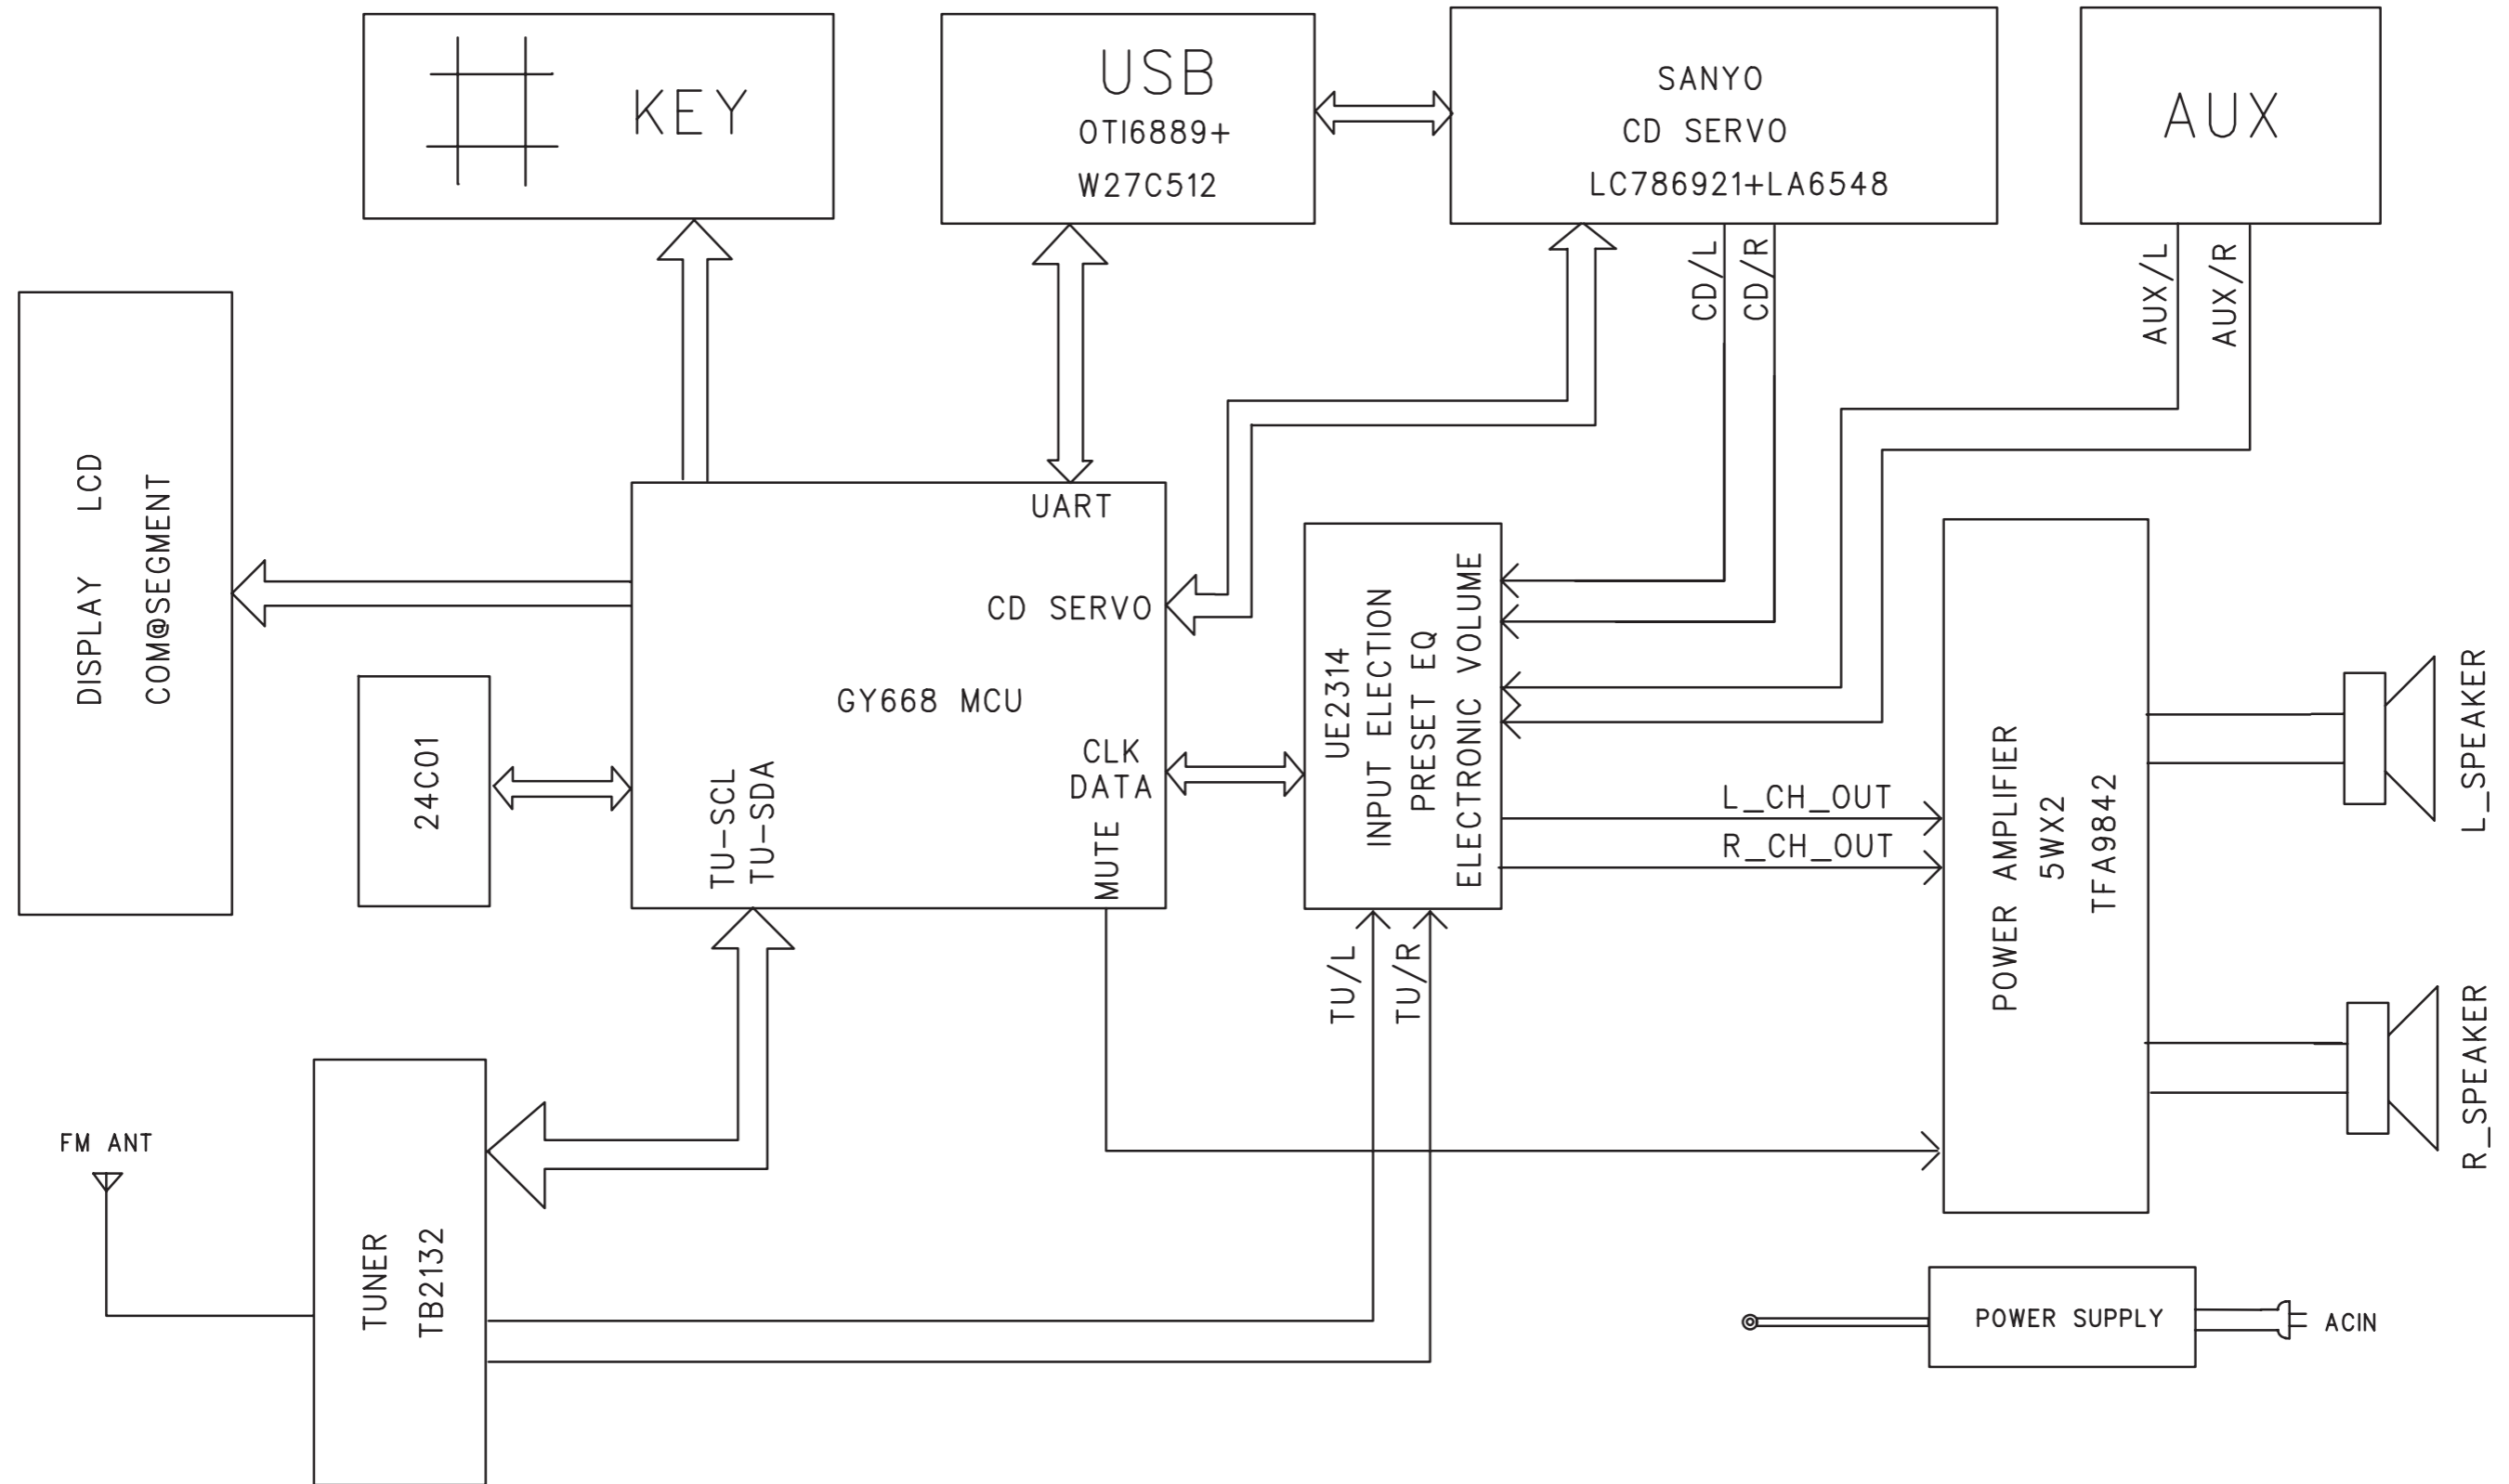 KEY
USB
OTI6889+
W27C512
SANYO
CD SERVO
LC786921+LA6548
AUX
CD/L
CD/R
AUX/L
AUX/R
DISPLAY LCD
COM@SEGMENT
UART
CD SERVO
GY668 MCU
CLK
DATA
TU-SCL
TU-SDA
MUTE
24C01
UE2314
INPUT ELECTION
PRESET EQ
ELECTRONIC VOLUME
L_CH_OUT
R_CH_OUT
POWER AMPLIFIER
5WX2
TFA9842
L_SPEAKER
R_SPEAKER
TU/L
TU/R
FM ANT
TUNER
TB2132
POWER SUPPLY
ACIN